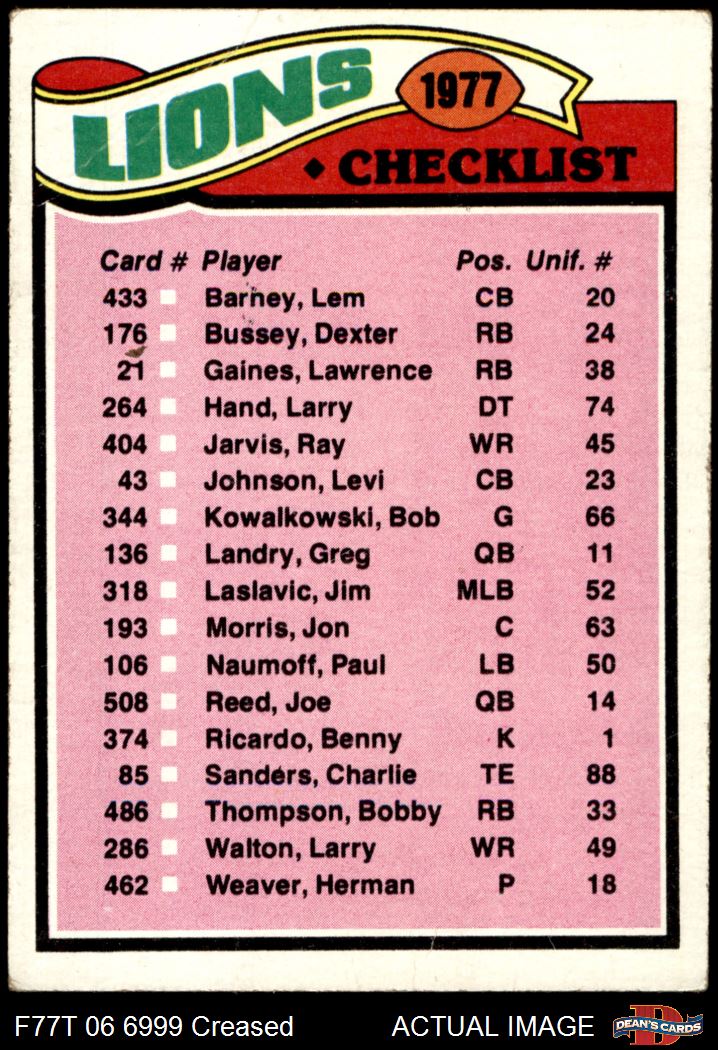 LIONS 1977
◆ CHECKLIST
Card # Player Pos. Unif. #
433 Barney, Lem CB 20
176 Bussey, Dexter RB 24
21 Gaines, Lawrence RB 38
264 Hand, Larry DT 74
404 Jarvis, Ray WR 45
43 Johnson, Levi CB 23
344 Kowalkowski, Bob G 66
136 Landry, Greg QB 11
318 Laslavic, Jim MLB 52
193 Morris, Jon C 63
106 Naumoff, Paul LB 50
508 Reed, Joe QB 14
374 Ricardo, Benny K 1
85 Sanders, Charlie TE 88
486 Thompson, Bobby RB 33
286 Walton, Larry WR 49
462 Weaver, Herman P 18
F77T 06 6999 Creased ACTUAL IMAGE D DEAN'S CARDS